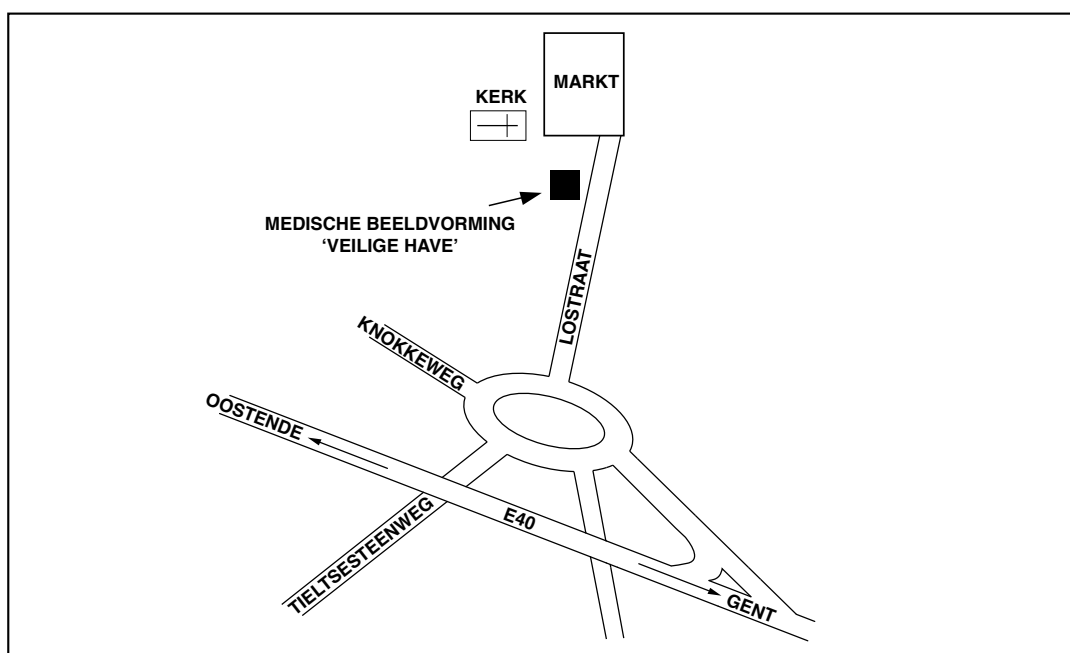 MARKT
KERK
MEDISCHE BEELDVORMING
‘VEILIGE HAVE’
LOSTRAAT
KNOKKEWEG
OOSTENDE
E40
TIELTSESTEENWEG
GENT